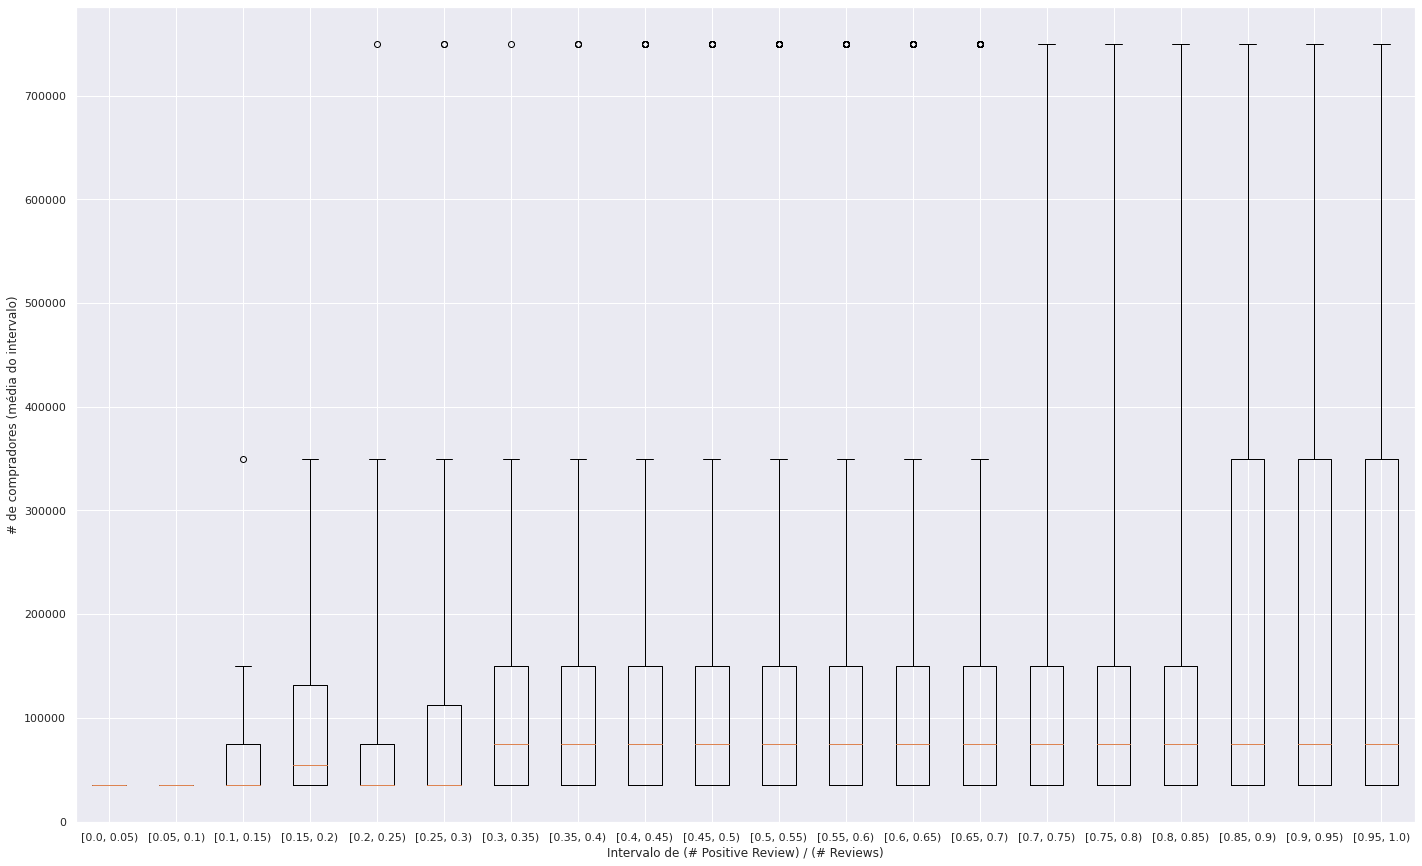 700000
600000
500000
400000
300000
200000
100000
0
# de compradores (média do intervalo)
[0.0, 0.05) [0.05, 0.1) [0.1, 0.15) [0.15, 0.2) [0.2, 0.25) [0.25, 0.3) [0.3, 0.35) [0.35, 0.4) [0.4, 0.45) [0.45, 0.5) [0.5, 0.55) [0.55, 0.6) [0.6, 0.65) [0.65, 0.7) [0.7, 0.75) [0.75, 0.8) [0.8, 0.85) [0.85, 0.9) [0.9, 0.95) [0.95, 1.0)
Intervalo de (# Positive Review) / (# Reviews)